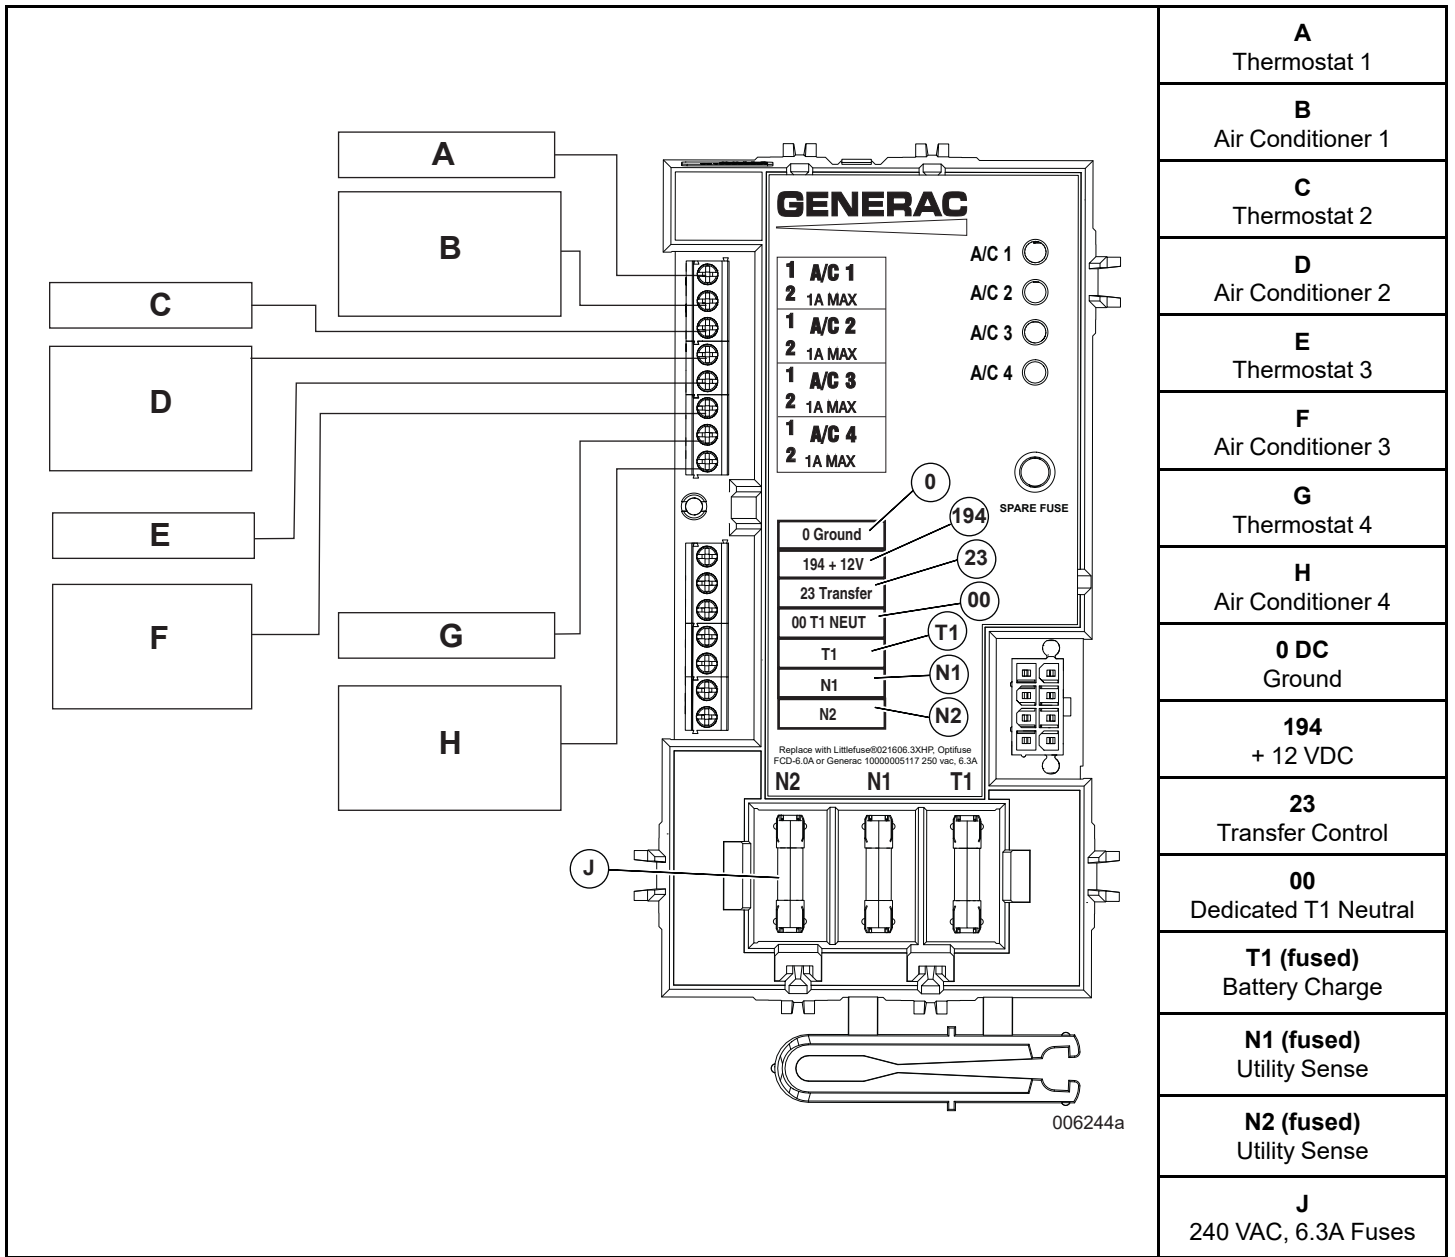 A
B
C
D
E
F
G
H
GENERAC
A/C 1
A/C 2
A/C 3
A/C 4
1 A/C 1
2 1A MAX
1 A/C 2
2 1A MAX
1 A/C 3
2 1A MAX
1 A/C 4
2 1A MAX
SPARE FUSE
0
194
23
00
T1
N1
N2
0 Ground
194 + 12V
23 Transfer
00 T1 NEUT
T1
N1
N2
Replace with Littlefuse®021606.3XHP, Optifuse
FCD-6.0A or Generac 10000005117 250 vac, 6.3A
N2 N1 T1
J
006244a
A
Thermostat 1
B
Air Conditioner 1
C
Thermostat 2
D
Air Conditioner 2
E
Thermostat 3
F
Air Conditioner 3
G
Thermostat 4
H
Air Conditioner 4
0 DC
Ground
194
+ 12 VDC
23
Transfer Control
00
Dedicated T1 Neutral
T1 (fused)
Battery Charge
N1 (fused)
Utility Sense
N2 (fused)
Utility Sense
J
240 VAC, 6.3A Fuses